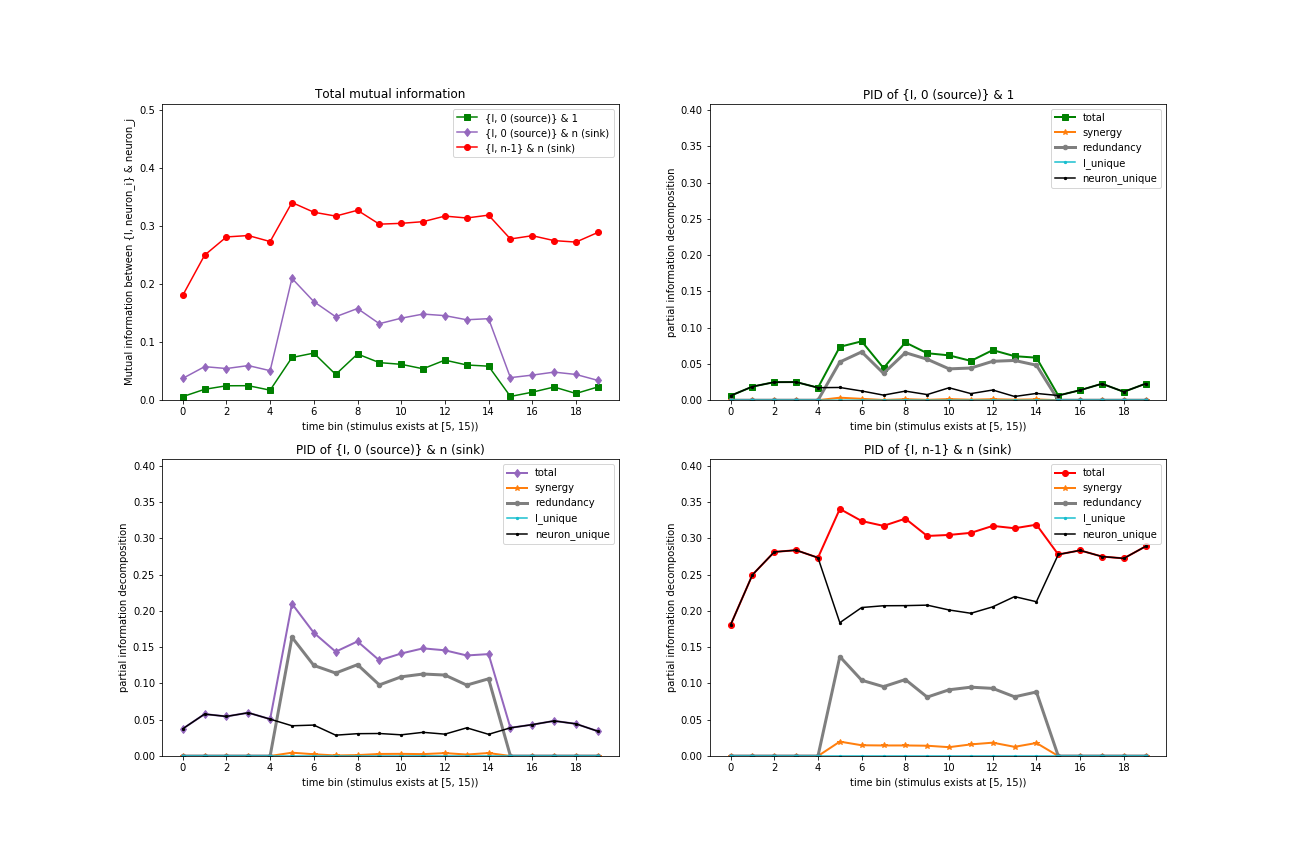 Total mutual information
Mutual information between {I, neuron_i} & neuron_j
0.5
0.4
0.3
0.2
0.1
0.0
{I, 0 (source)} & 1
{I, 0 (source)} & n (sink)
{I, n-1} & n (sink)
0 2 4 6 8 10 12 14 16 18
time bin (stimulus exists at [5, 15))
PID of {I, 0 (source)} & 1
partial information decomposition
0.40
0.35
0.30
0.25
0.20
0.15
0.10
0.05
0.00
total
synergy
redundancy
I_unique
neuron_unique
0 2 4 6 8 10 12 14 16 18
time bin (stimulus exists at [5, 15))
PID of {I, 0 (source)} & n (sink)
partial information decomposition
0.40
0.35
0.30
0.25
0.20
0.15
0.10
0.05
0.00
total
synergy
redundancy
I_unique
neuron_unique
0 2 4 6 8 10 12 14 16 18
time bin (stimulus exists at [5, 15))
PID of {I, n-1} & n (sink)
partial information decomposition
0.40
0.35
0.30
0.25
0.20
0.15
0.10
0.05
0.00
total
synergy
redundancy
I_unique
neuron_unique
0 2 4 6 8 10 12 14 16 18
time bin (stimulus exists at [5, 15))